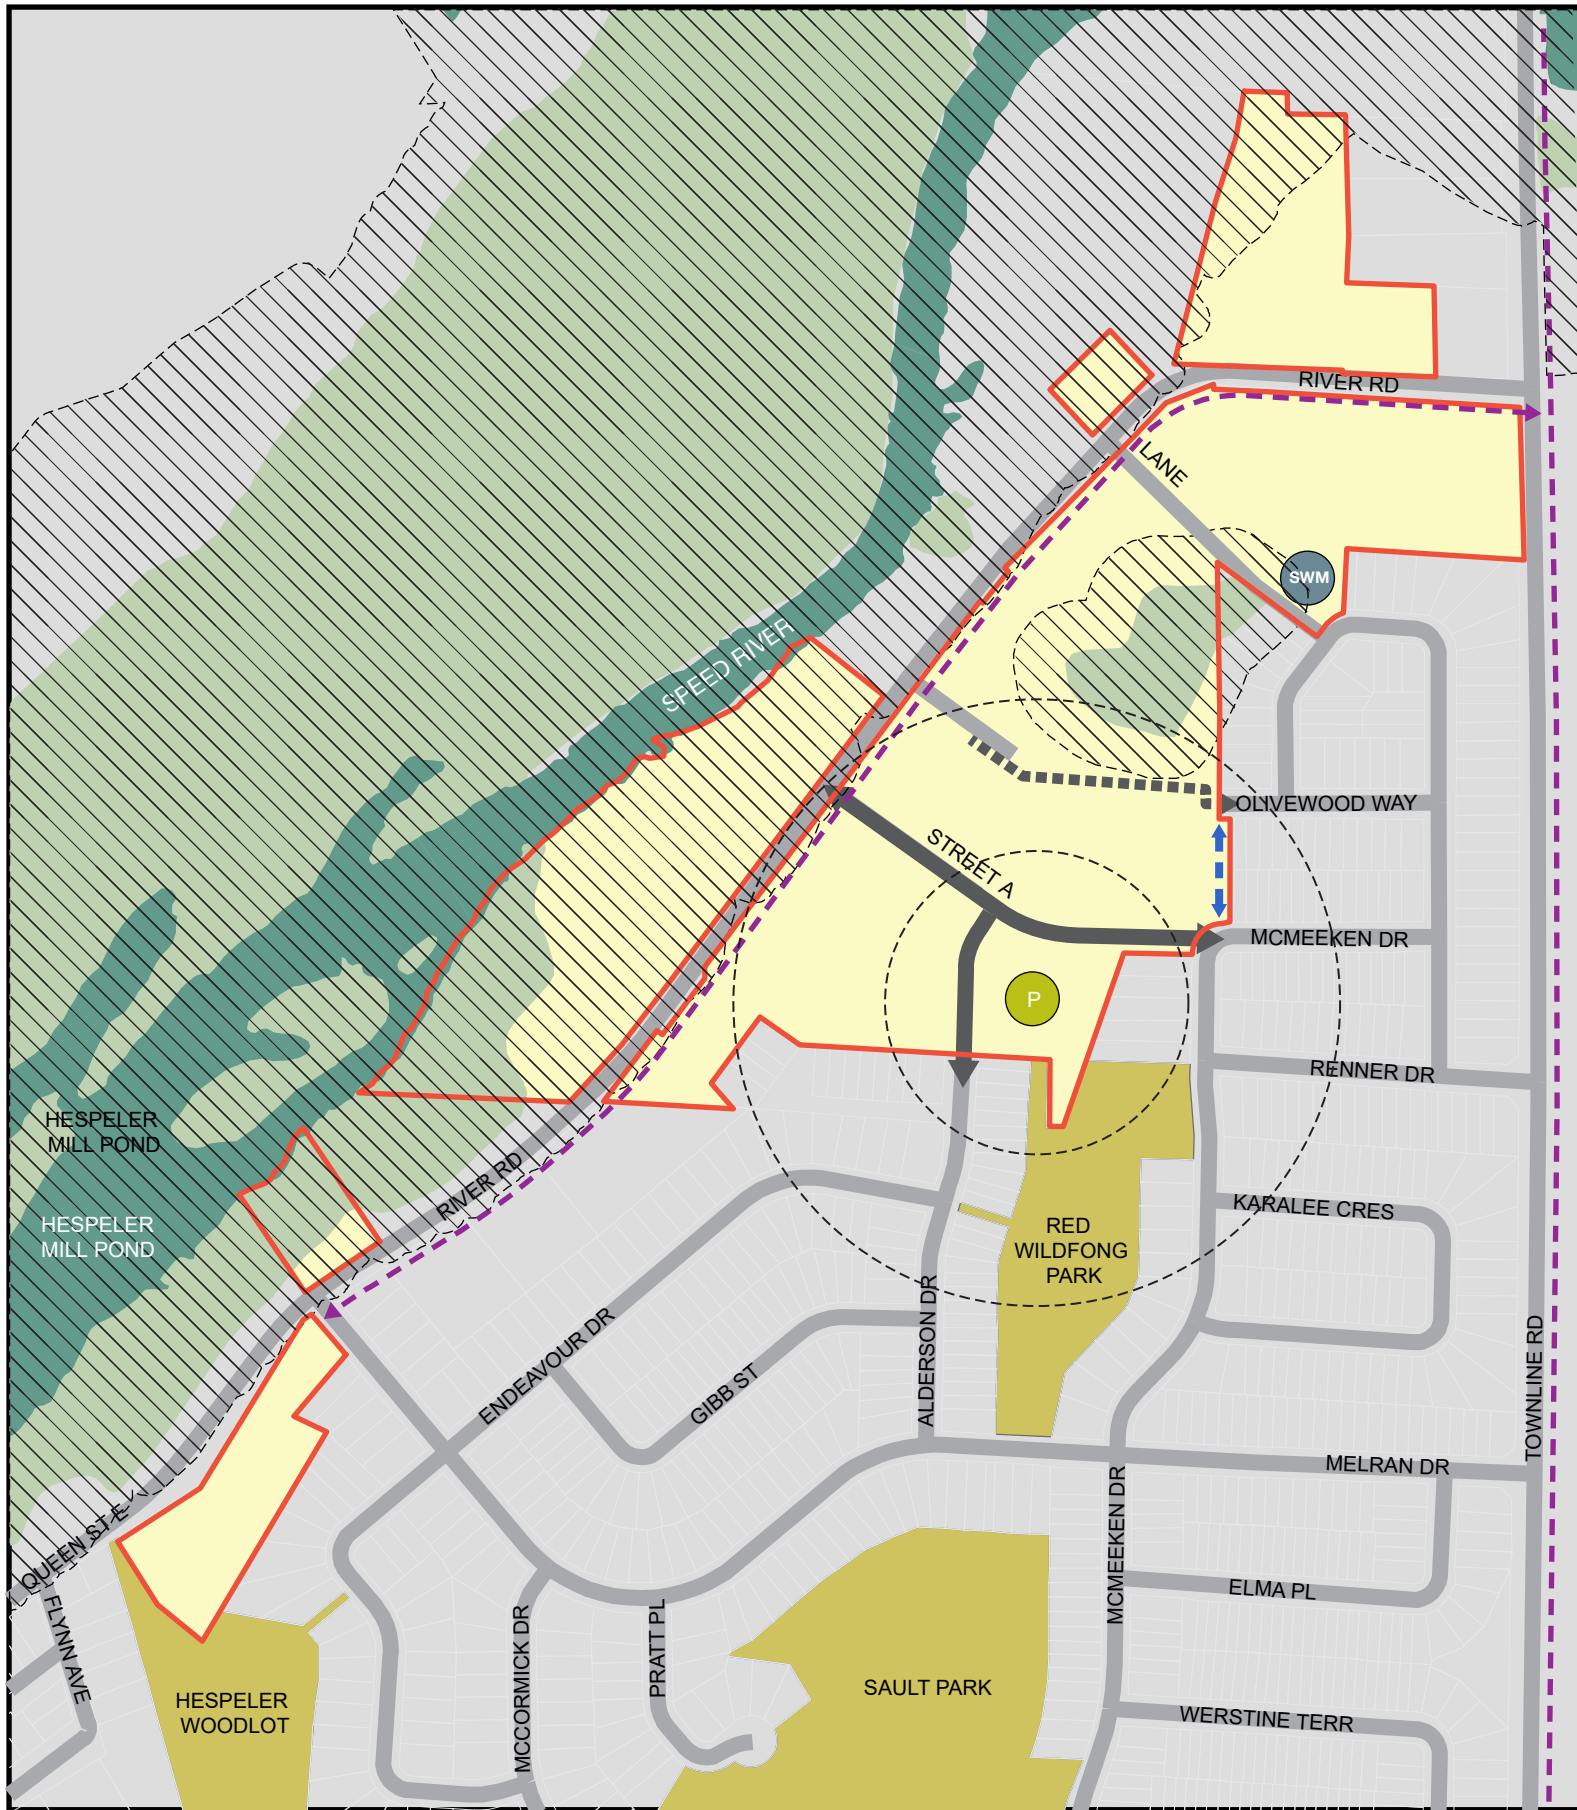 RIVER RD
LANE
SWM
SPEED RIVER
OLIVEWOOD WAY
STREET A
MCMEEKEN DR
P
RENNER DR
HESPELER
MILL POND
RIVER RD
KARALEE CRES
HESPELER
MILL POND
RED
WILDFONG
PARK
ENDEAVOUR DR
ALDERSON DR
GIBB ST
TOWNLINE RD
MELRAN DR
QUEEN ST E
MCMEEKEN DR
ELMA PL
FLYNN AVE
MCCORMICK DR
PRATT PL
SAULT PARK
HESPELER
WOODLOT
WERSTINE TERR